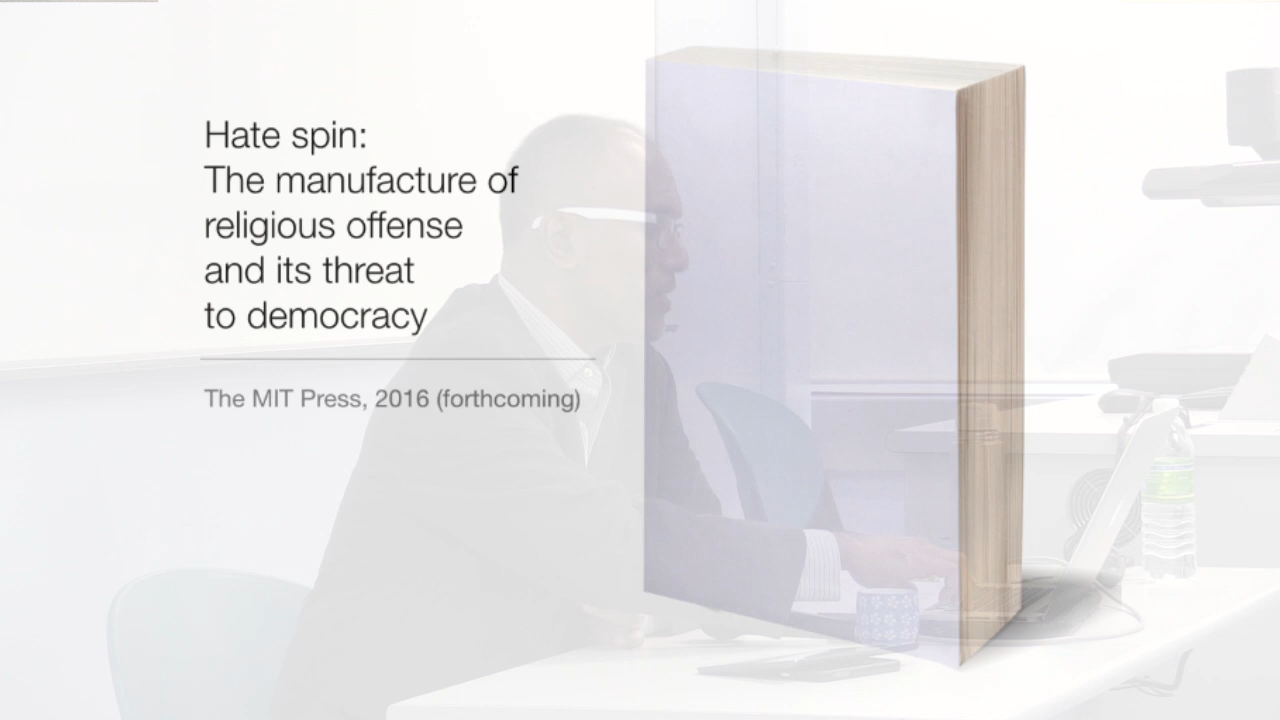 Hate spin:
The manufacture of
religious offense
and its threat
to democracy
The MIT Press, 2016 (forthcoming)